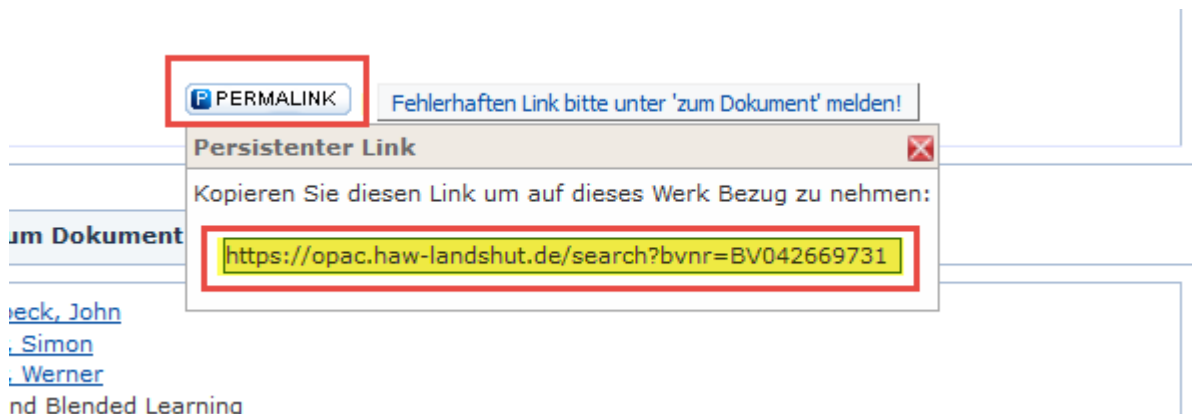 PERMALINK
Fehlerhaften Link bitte unter 'zum Dokument' melden!
Persistenter Link
Kopieren Sie diesen Link um auf dieses Werk Bezug zu nehmen:
um Dokument
https://opac.haw-landshut.de/search?bvnr=BV042669731
beck, John
, Simon
, Werner
nd Blended Learning